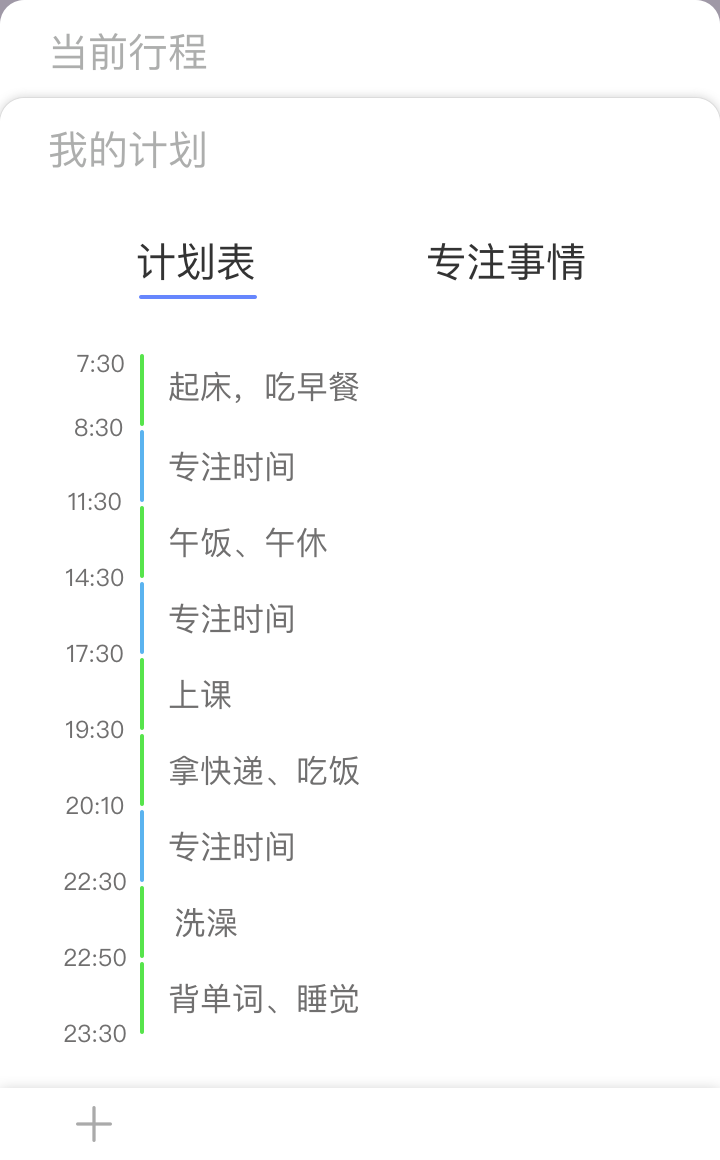 当前行程
我的计划
计划表 专注事情
7:30
起床，吃早餐
8:30
专注时间
11:30
午饭、午休
14:30
专注时间
17:30
上课
19:30
拿快递、吃饭
20:10
专注时间
22:30
洗澡
22:50
背单词、睡觉
23:30